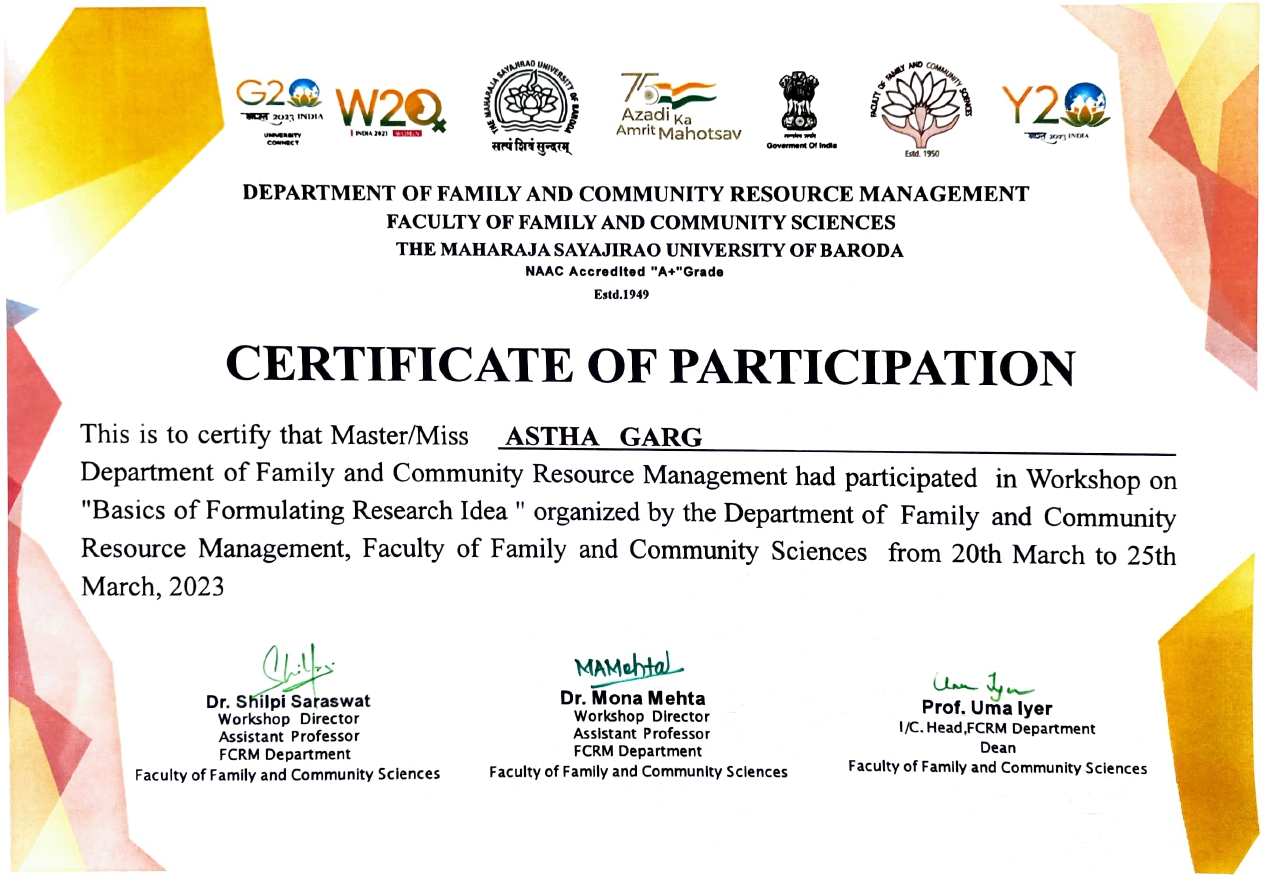 G20
भारत 2023 INDIA
UNIVERSITY
CONNECT
W20
INDIA 2023 WOMEN
THE MAHARAJA SAYAJIRAO UNIVERSITY OF BARODA
सत्यं शिवं सुन्दरम्
75
Azadi Ka
Amrit Mahotsav
सत्यमेव जयते
Goverment Of India
FACULTY OF FAMILY AND COMMUNITY SCIENCES
Estd. 1950
Y20
भारत 2023 INDIA
DEPARTMENT OF FAMILY AND COMMUNITY RESOURCE MANAGEMENT
FACULTY OF FAMILY AND COMMUNITY SCIENCES
THE MAHARAJA SAYAJIRAO UNIVERSITY OF BARODA
NAAC Accredited "A+"Grade
Estd.1949
CERTIFICATE OF PARTICIPATION
This is to certify that Master/Miss ASTHA GARG
Department of Family and Community Resource Management had participated in Workshop on
"Basics of Formulating Research Idea " organized by the Department of Family and Community
Resource Management, Faculty of Family and Community Sciences from 20th March to 25th
March, 2023
Shilpi
MAMehta
Uma Iyer
Dr. Shilpi Saraswat
Workshop Director
Assistant Professor
FCRM Department
Faculty of Family and Community Sciences
Dr. Mona Mehta
Workshop Director
Assistant Professor
FCRM Department
Faculty of Family and Community Sciences
Prof. Uma Iyer
I/C. Head,FCRM Department
Dean
Faculty of Family and Community Sciences